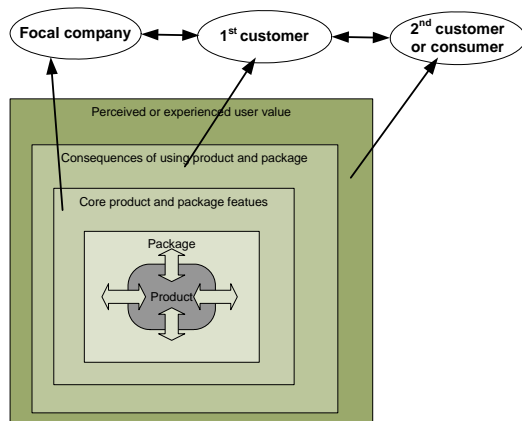 Focal company
1st customer
2nd customer
or consumer
Perceived or experienced user value
Consequences of using product and package
Core product and package featues
Package
Product